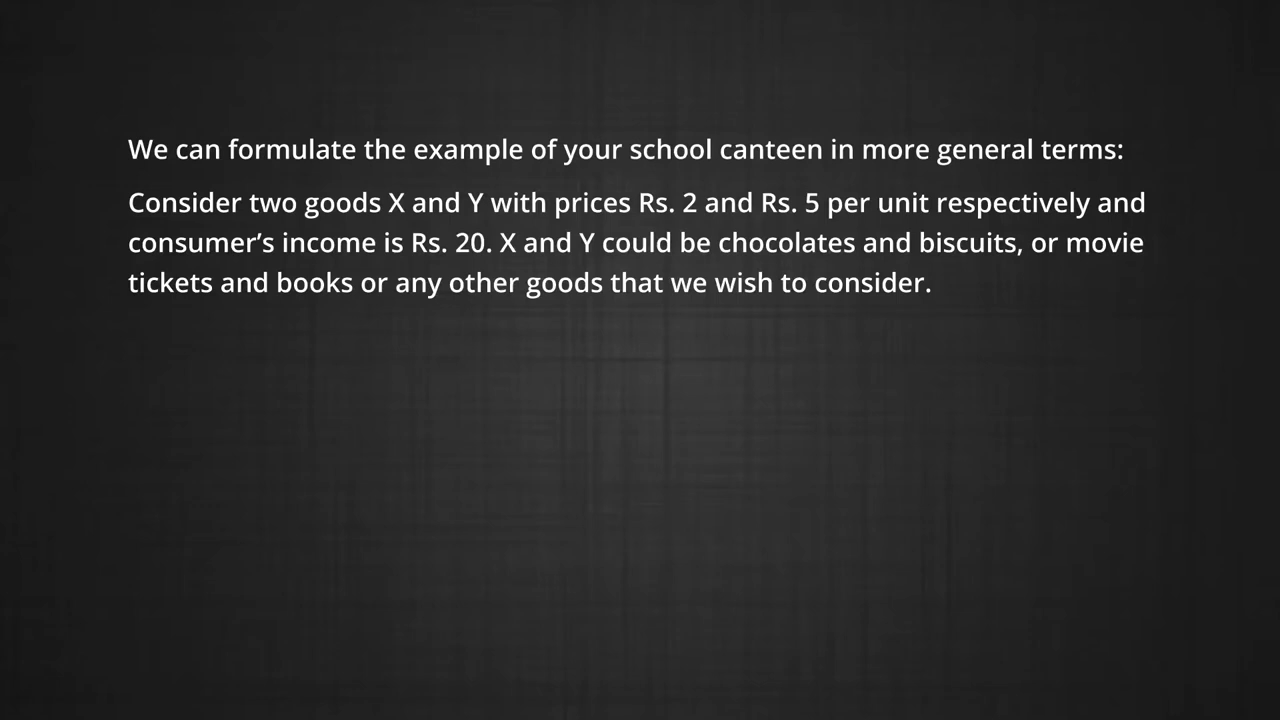 We can formulate the example of your school canteen in more general terms:
Consider two goods X and Y with prices Rs. 2 and Rs. 5 per unit respectively and
consumer’s income is Rs. 20. X and Y could be chocolates and biscuits, or movie
tickets and books or any other goods that we wish to consider.